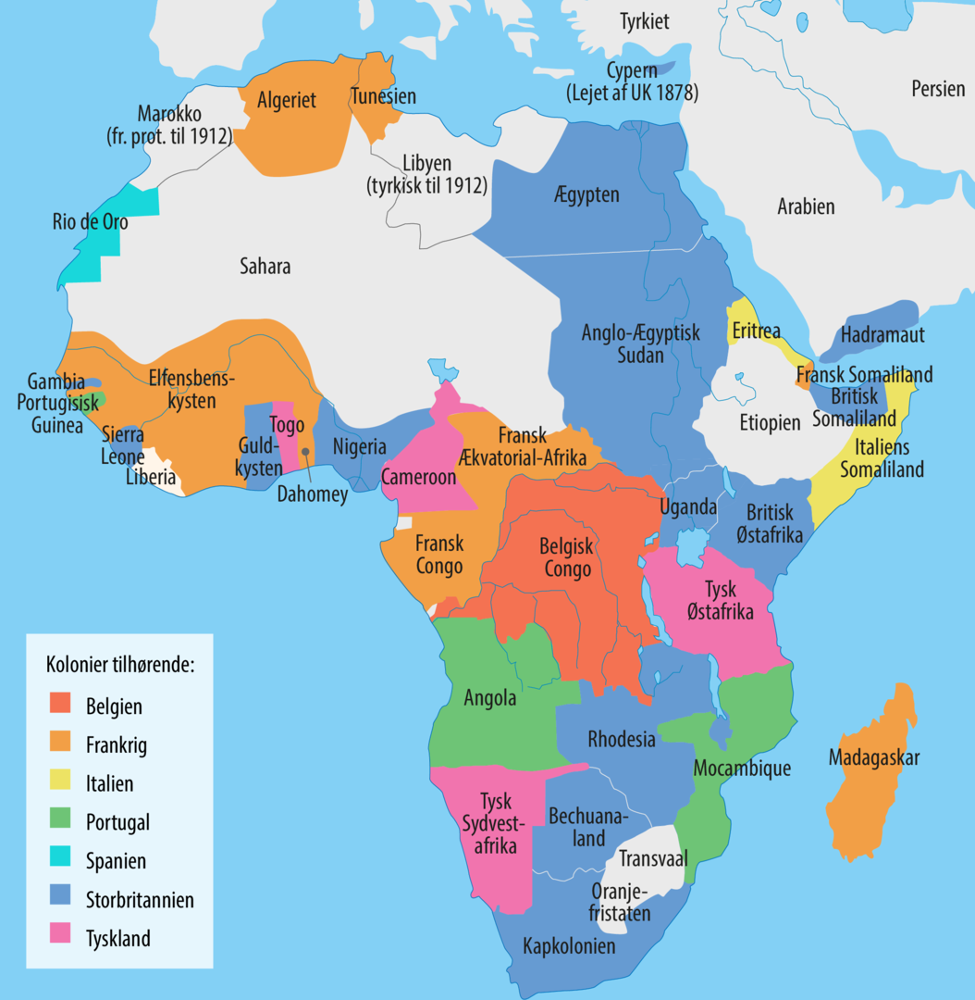 Tyrkiet
Cypern
(Lejet af UK 1878)
Persien
Algeriet
Tunesien
Marokko
(fr. prot. til 1912)
Libyen
(tyrkisk til 1912)
Ægypten
Arabien
Rio de Oro
Sahara
Anglo-Ægyptisk
Sudan
Eritrea
Hadramaut
Fransk Somaliland
Britisk
Somaliland
Gambia
Portugisisk
Guinea
Elfensbens-
kysten
Etiopien
Italiens
Somaliland
Sierra
Leone
Liberia
Togo
Guld-
kysten
Dahomey
Nigeria
Fransk
Ækvatorial-Afrika
Cameroon
Uganda
Britisk
Østafrika
Fransk
Congo
Belgisk
Congo
Tysk
Østafrika
Angola
Rhodesia
Mocambique
Madagaskar
Tysk
Sydvest-
afrika
Bechuana-
land
Transvaal
Oranje-
fristaten
Kapkolonien
Kolonier tilhørende:
Belgien
Frankrig
Italien
Portugal
Spanien
Storbritannien
Tyskland